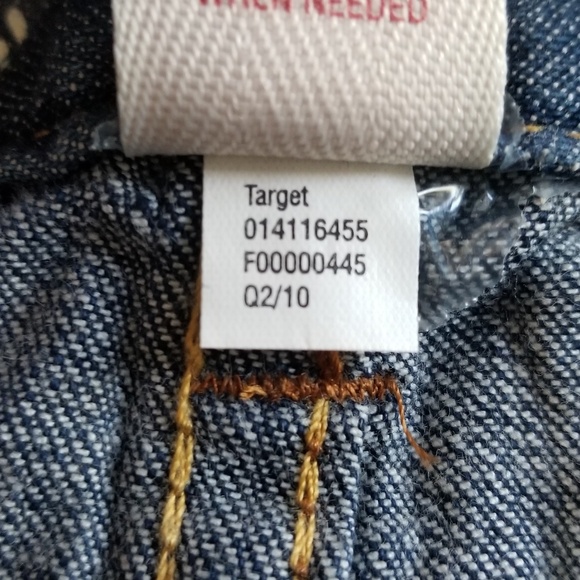 WHEN NEEDED
Target
014116455
F00000445
Q2/10